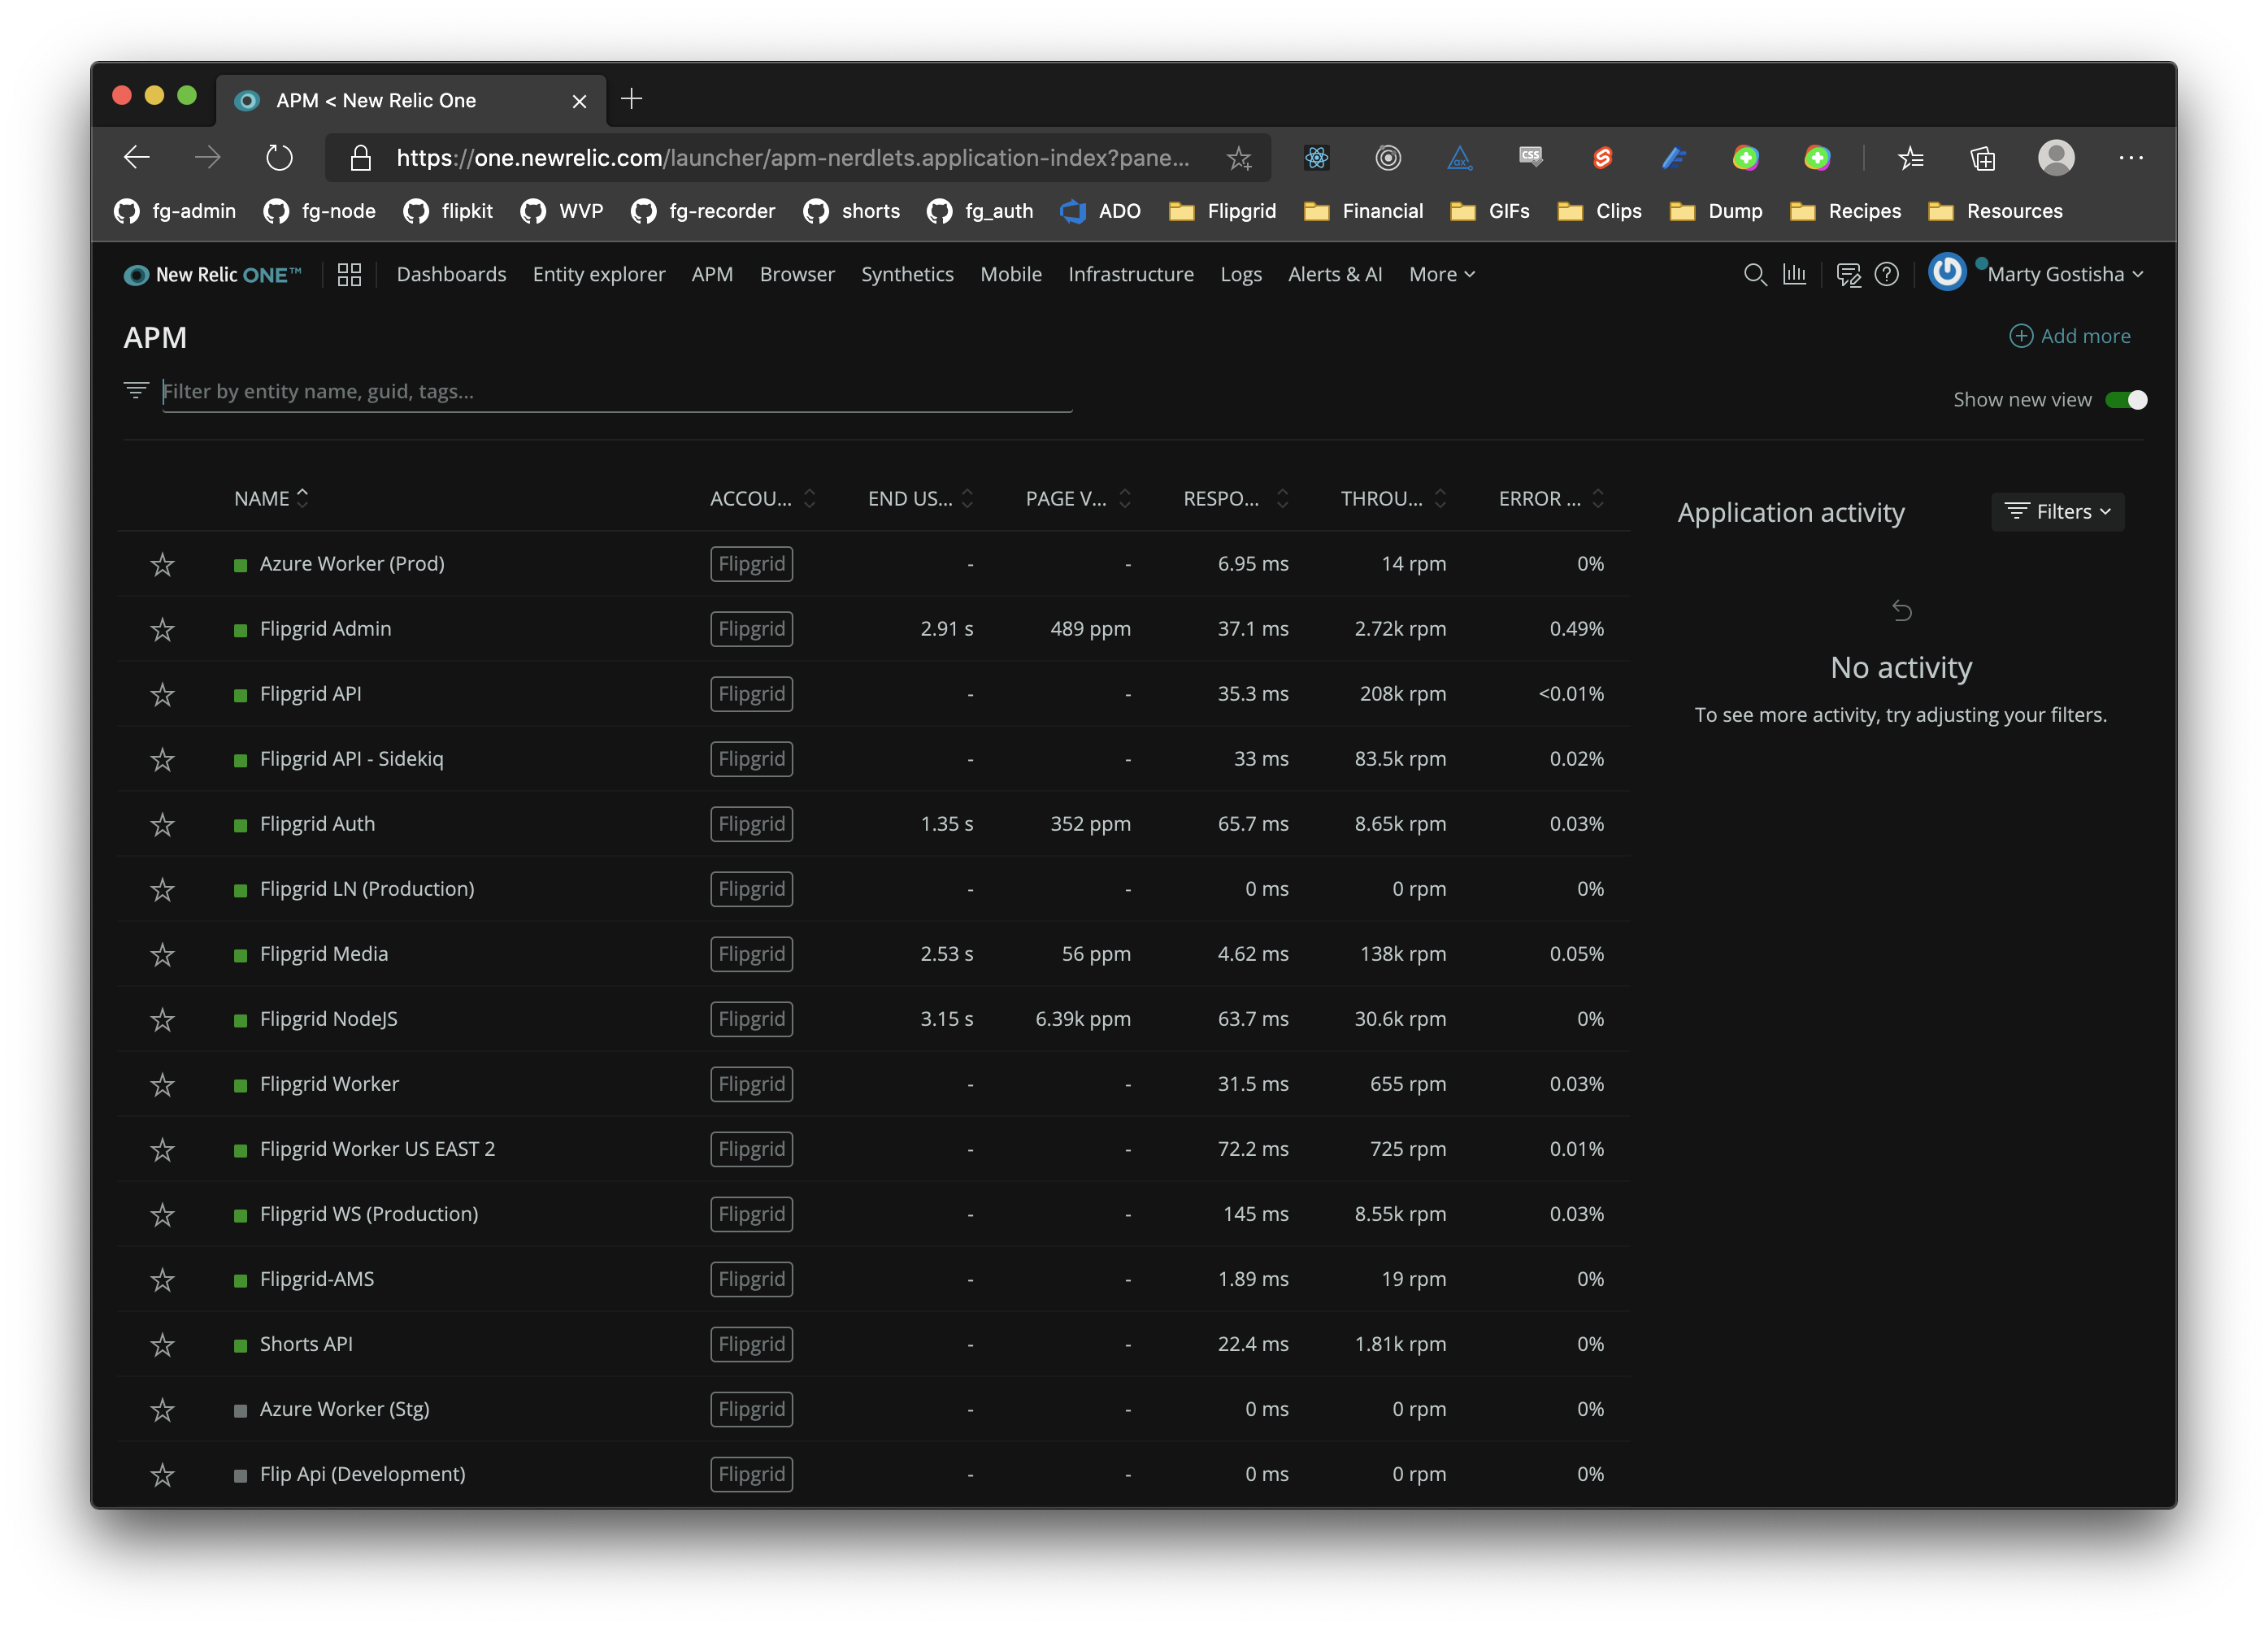 APM < New Relic One
https://one.newrelic.com/launcher/apm-nerdlets.application-index?pane...
fg-admin fg-node flipkit WVP fg-recorder shorts fg_auth ADO Flipgrid Financial GIFs Clips Dump Recipes Resources
New Relic ONE™ Dashboards Entity explorer APM Browser Synthetics Mobile Infrastructure Logs Alerts & AI More Marty Gostisha
APM
Add more
Filter by entity name, guid, tags...
Show new view
NAME ACCOU... END US... PAGE V... RESPO... THROU... ERROR ...
Application activity Filters
Azure Worker (Prod) Flipgrid - - 6.95 ms 14 rpm 0%
Flipgrid Admin Flipgrid 2.91 s 489 ppm 37.1 ms 2.72k rpm 0.49%
Flipgrid API Flipgrid - - 35.3 ms 208k rpm <0.01%
Flipgrid API - Sidekiq Flipgrid - - 33 ms 83.5k rpm 0.02%
Flipgrid Auth Flipgrid 1.35 s 352 ppm 65.7 ms 8.65k rpm 0.03%
Flipgrid LN (Production) Flipgrid - - 0 ms 0 rpm 0%
Flipgrid Media Flipgrid 2.53 s 56 ppm 4.62 ms 138k rpm 0.05%
Flipgrid NodeJS Flipgrid 3.15 s 6.39k ppm 63.7 ms 30.6k rpm 0%
Flipgrid Worker Flipgrid - - 31.5 ms 655 rpm 0.03%
Flipgrid Worker US EAST 2 Flipgrid - - 72.2 ms 725 rpm 0.01%
Flipgrid WS (Production) Flipgrid - - 145 ms 8.55k rpm 0.03%
Flipgrid-AMS Flipgrid - - 1.89 ms 19 rpm 0%
Shorts API Flipgrid - - 22.4 ms 1.81k rpm 0%
Azure Worker (Stg) Flipgrid - - 0 ms 0 rpm 0%
Flip Api (Development) Flipgrid - - 0 ms 0 rpm 0%
No activity
To see more activity, try adjusting your filters.